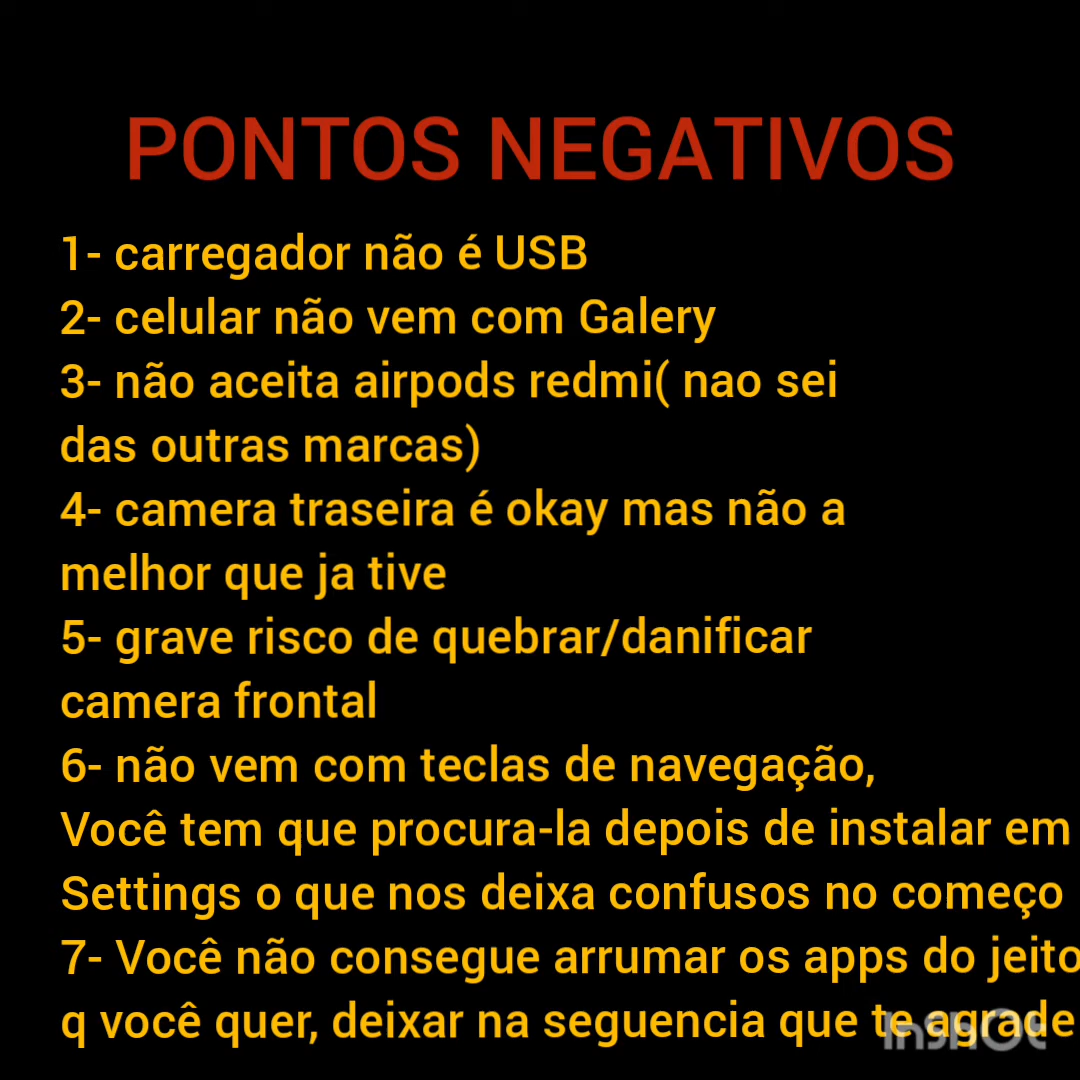 PONTOS NEGATIVOS
1- carregador não é USB
2- celular não vem com Galery
3- não aceita airpods redmi( nao sei
das outras marcas)
4- camera traseira é okay mas não a
melhor que ja tive
5- grave risco de quebrar/danificar
camera frontal
6- não vem com teclas de navegação,
Você tem que procura-la depois de instalar em
Settings o que nos deixa confusos no começo
7- Você não consegue arrumar os apps do jeito
q você quer, deixar na seguencia que te agrade
InShOt